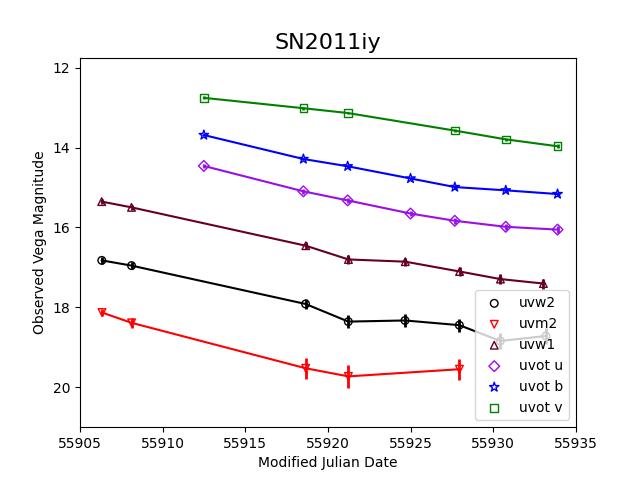 SN2011iy
12
14
16
18
20
Observed Vega Magnitude
55905
55910
55915
55920
55925
55930
55935
Modified Julian Date
uvw2
uvm2
uvw1
uvot u
uvot b
uvot v